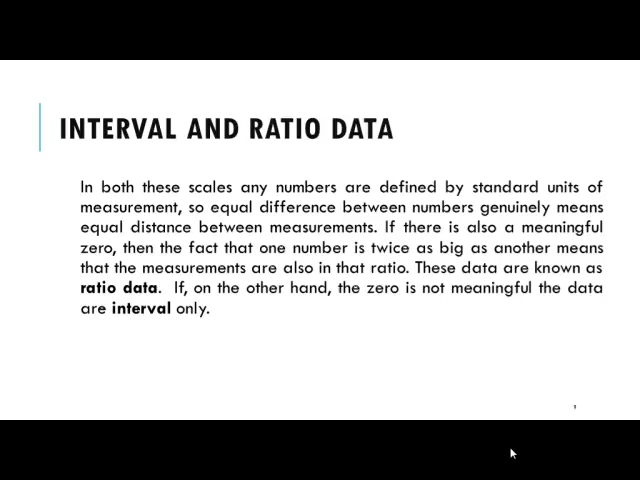 INTERVAL AND RATIO DATA
In both these scales any numbers are defined by standard units of
measurement, so equal difference between numbers genuinely means
equal distance between measurements. If there is also a meaningful
zero, then the fact that one number is twice as big as another means
that the measurements are also in that ratio. These data are known as
ratio data. If, on the other hand, the zero is not meaningful the data
are interval only.